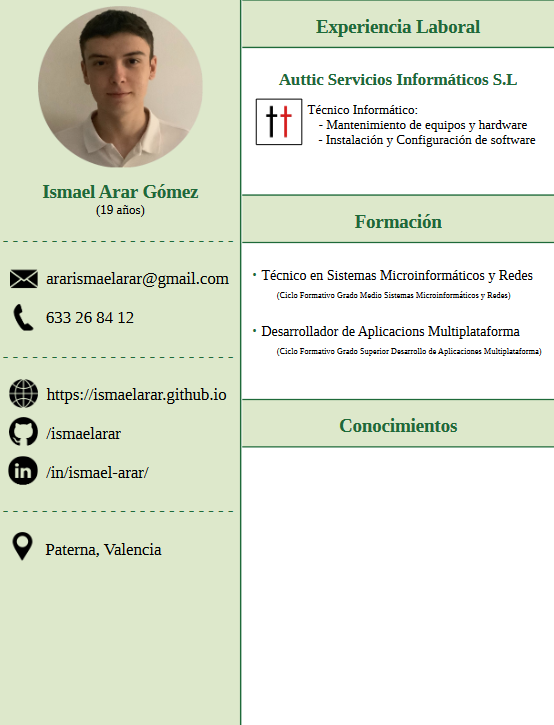 Ismael Arar Gómez
(19 años)
ararismaelarar@gmail.com
633 26 84 12
https://ismaelarar.github.io
/ismaelarar
in
/in/ismael-arar/
Paterna, Valencia
Experiencia Laboral
Auttic Servicios Informáticos S.L
tt
Técnico Informático:
- Mantenimiento de equipos y hardware
- Instalación y Configuración de software
Formación
· Técnico en Sistemas Microinformáticos y Redes
(Ciclo Formativo Grado Medio Sistemas Microinformáticos y Redes)
· Desarrollador de Aplicacions Multiplataforma
(Ciclo Formativo Grado Superior Desarrollo de Aplicaciones Multiplataforma)
Conocimientos